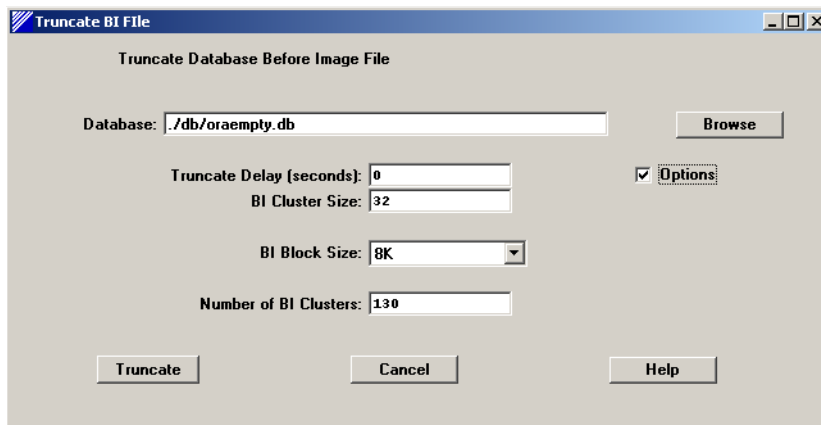 Truncate BI FIle
Truncate Database Before Image File
Database: ./db/oraempty.db Browse
Truncate Delay (seconds): 0 Options
BI Cluster Size: 32
BI Block Size: 8K
Number of BI Clusters: 130
Truncate Cancel Help